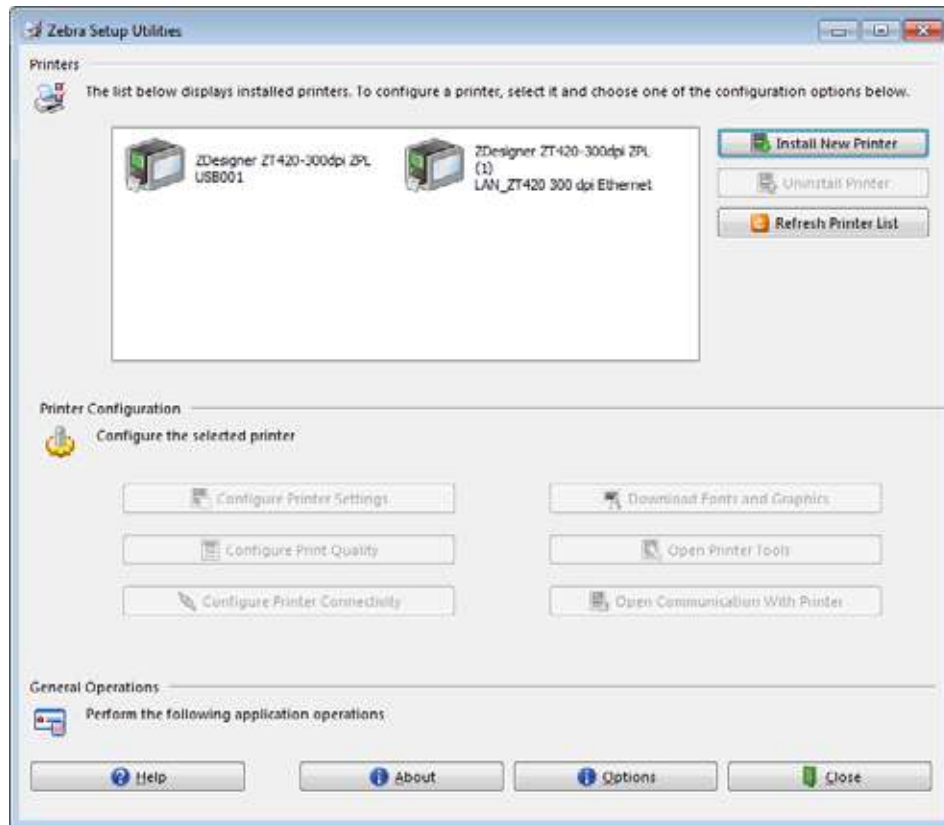 Zebra Setup Utilities
Printers
The list below displays installed printers. To configure a printer, select it and choose one of the configuration options below.
ZDesigner ZT420-300dpi ZPL
USB001
ZDesigner ZT420-300dpi ZPL
(1)
LAN_ZT420 300 dpi Ethernet
Install New Printer
Uninstall Printer
Refresh Printer List
Printer Configuration
Configure the selected printer
Configure Printer Settings
Download Fonts and Graphics
Configure Print Quality
Open Printer Tools
Configure Printer Connectivity
Open Communication With Printer
General Operations
Perform the following application operations
Help
About
Options
Close